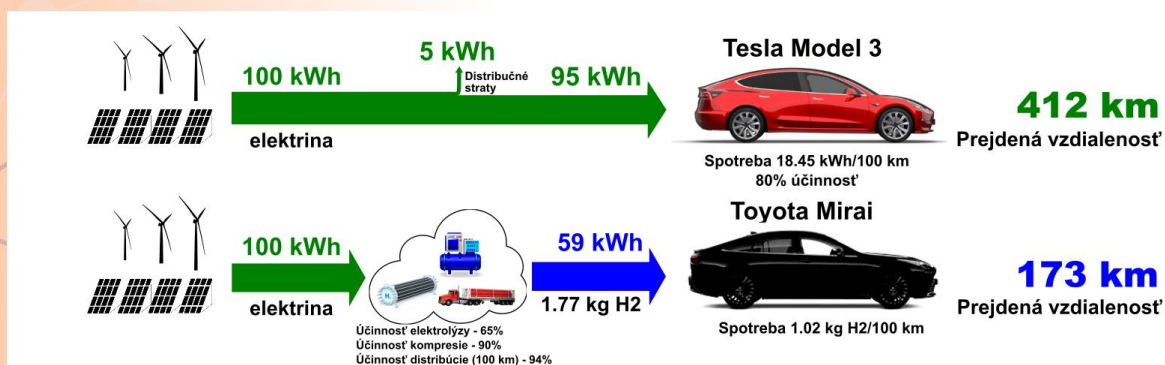 5 kWh
Tesla Model 3
100 kWh
Distribučné
straty
95 kWh
412 km
elektrina
Prejdená vzdialenosť
Spotreba 18.45 kWh/100 km
80% účinnosť
Toyota Mirai
100 kWh
59 kWh
173 km
H₂
elektrina
1.77 kg H2
Prejdená vzdialenosť
Spotreba 1.02 kg H2/100 km
Účinnosť elektrolýzy - 65%
Účinnosť kompresie - 90%
Účinnosť distribúcie (100 km) - 94%